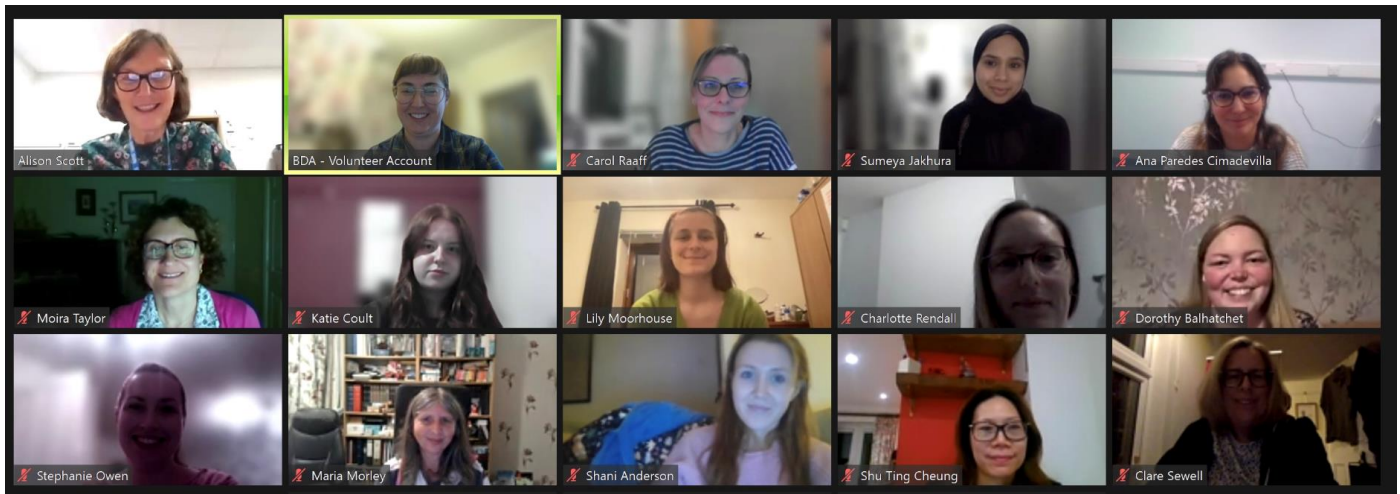 Alison Scott
BDA - Volunteer Account
Carol Raaff
Sumeya Jakhura
Ana Paredes Cimadevilla
Moira Taylor
Katie Coult
Lily Moorhouse
Charlotte Rendall
Dorothy Balhatchet
Stephanie Owen
Maria Morley
Shani Anderson
Shu Ting Cheung
Clare Sewell